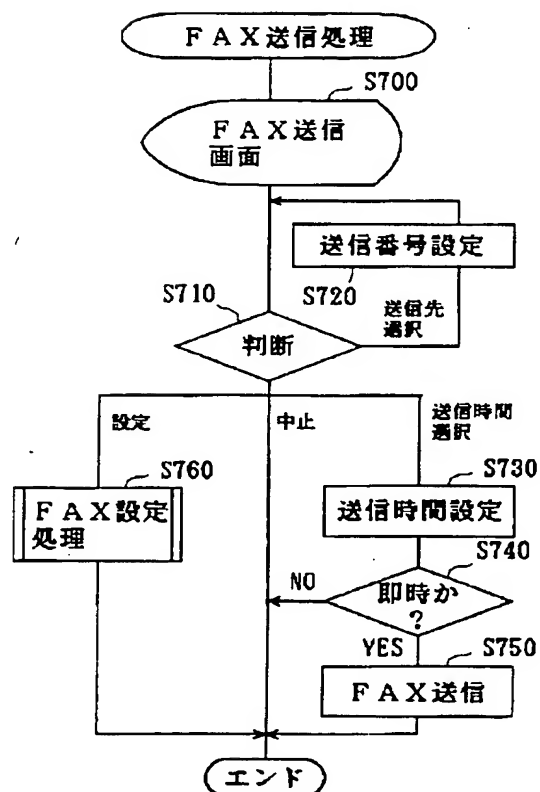 ＦＡＸ送信処理
S700
ＦＡＸ送信
画面
送信番号設定
S720
S710
送信先
選択
判断
設定
中止
送信時間
選択
S760
S730
ＦＡＸ設定
処理
送信時間設定
S740
NO
即時か
?
YES
S750
ＦＡＸ送信
エンド